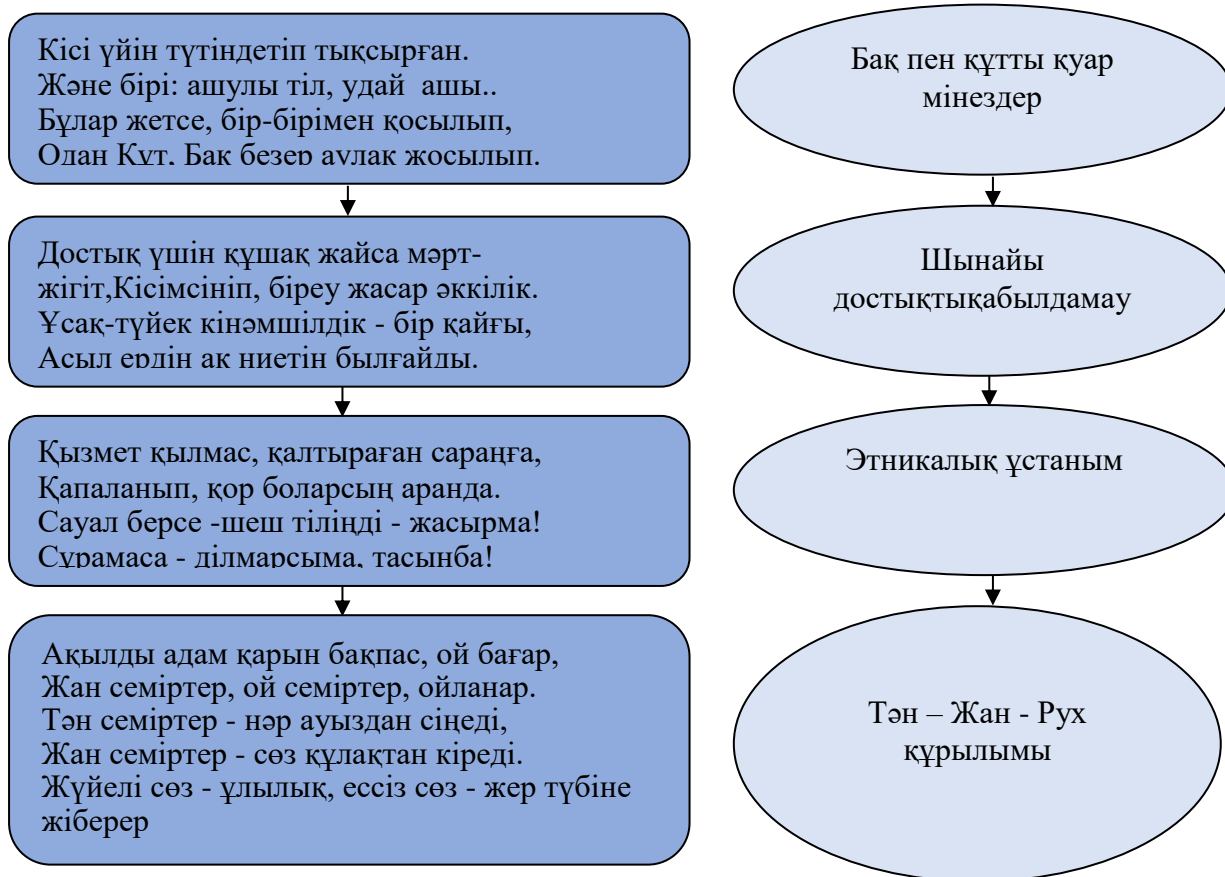 Кісі үйін түтіндетіп тықсырған.
Және бірі: ашулы тіл, удай ашы..
Бұлар жетсе, бір-бірімен қосылып,
Одан Құт, Бақ безер аулақ жосылып.
Бақ пен құтты қуар
мінездер
Достық үшін құшақ жайса мәрт-
жігіт,Кісімсініп, біреу жасар әккілік.
Ұсақ-түйек кінәмшілдік - бір қайғы,
Асыл ердің ақ ниетін былғайды.
Шынайы
достықтықабылдамау
Қызмет қылмас, қалтыраған сараңға,
Қапаланып, қор боларсың аранда.
Сауал берсе -шеш тіліңді - жасырма!
Сұрамаса - ділмарсыма, тасынба!
Этникалық ұстаным
Ақылды адам қарын бақпас, ой бағар,
Жан семіртер, ой семіртер, ойланар.
Тән семіртер - нәр ауыздан сіңеді,
Жан семіртер - сөз құлақтан кіреді.
Жүйелі сөз - ұлылық, ессіз сөз - жер түбіне
жіберер
Тән – Жан - Рух
құрылымы